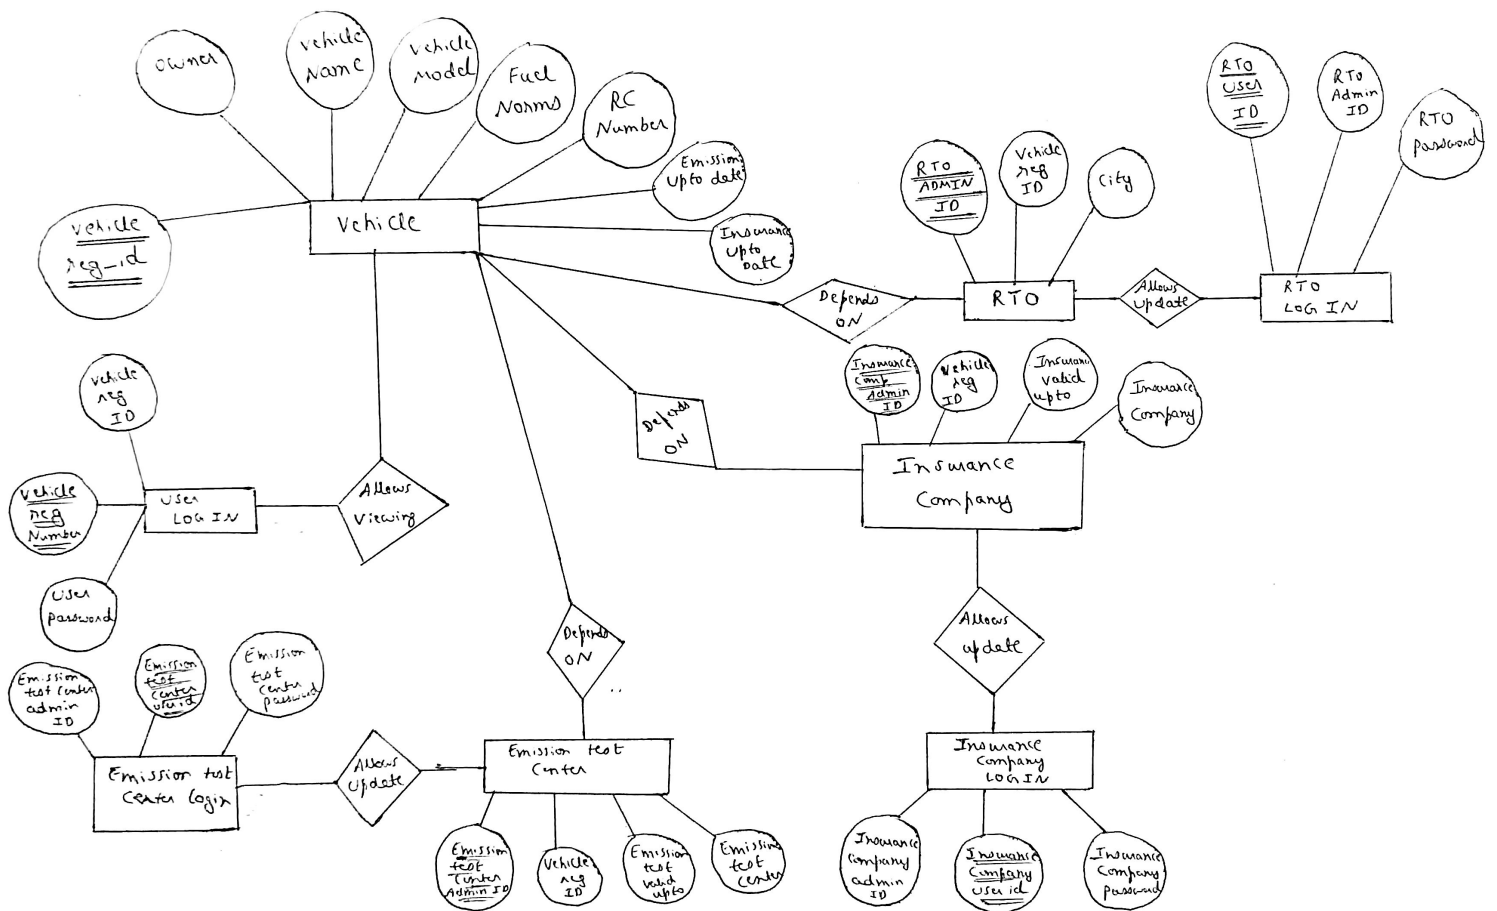 Owner
Vehicle
Name
Vehicle
Model
Fuel
Norms
RC
Number
Emission
Upto date
Insurance
Upto
Date
Vehicle
reg_id
Vehicle
RTO
ADMIN
ID
Vehicle
reg
ID
City
RTO
User
ID
RTO
Admin
ID
RTO
Password
Depends
ON
RTO
Allows
update
RTO
LOG IN
Vehicle
reg
ID
Vehicle
reg
Number
User
Password
User
LOG IN
Allows
Viewing
Depends
ON
Insurance
Comp
Admin
ID
Vehicle
reg
ID
Insurance
valid
upto
Insurance
Company
Insurance
Company
Allows
update
Depends
ON
Emission
test Center
admin
ID
Emission
test
Center
user id
Emission
test
Center
password
Emission test
Center Login
Allows
Update
Emission test
Center
Emission
test
Center
Admin ID
Vehicle
reg
ID
Emission
test
valid
upto
Emission
test
center
Insurance
Company
LOG IN
Insurance
Company
admin
ID
Insurance
Company
user id
Insurance
Company
password